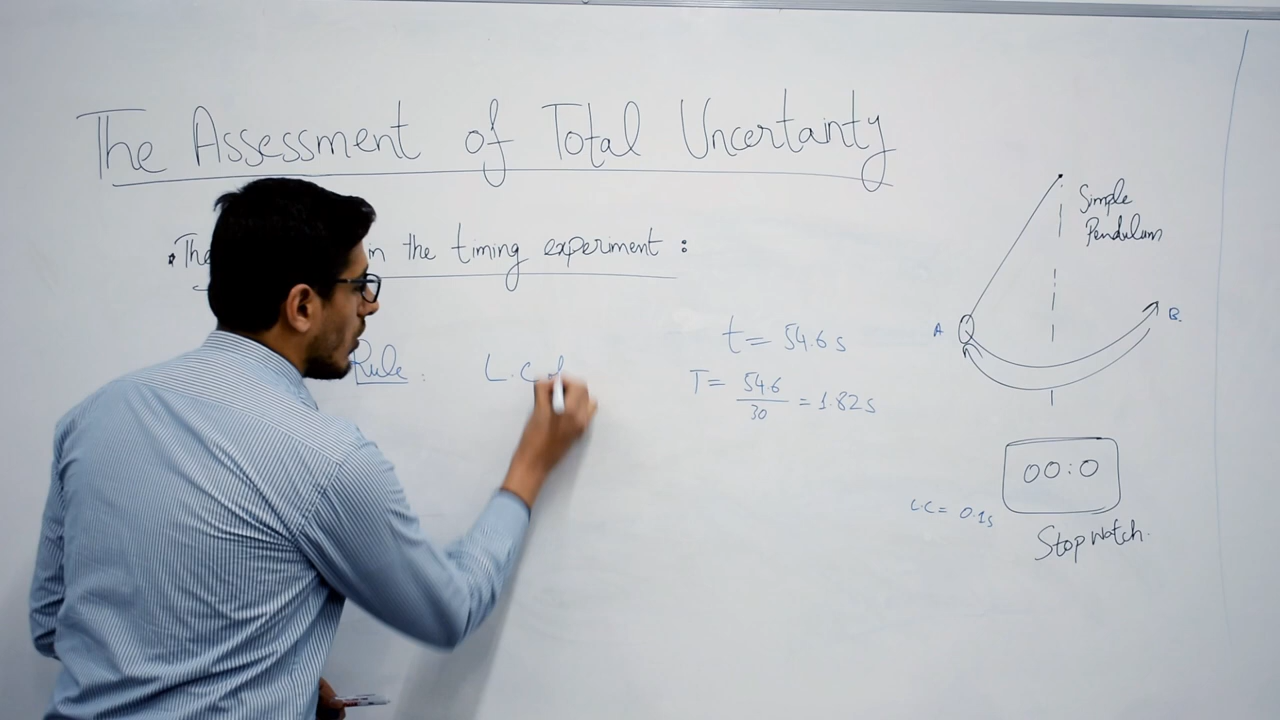 The Assessment of Total Uncertainty
The in the timing experiment :
Rule : L.C of
t = 54.6 s
T = 54.6 / 30 = 1.82 s
Simple
Pendulum
A
B.
00:0
L.C = 0.1s
Stopwatch.